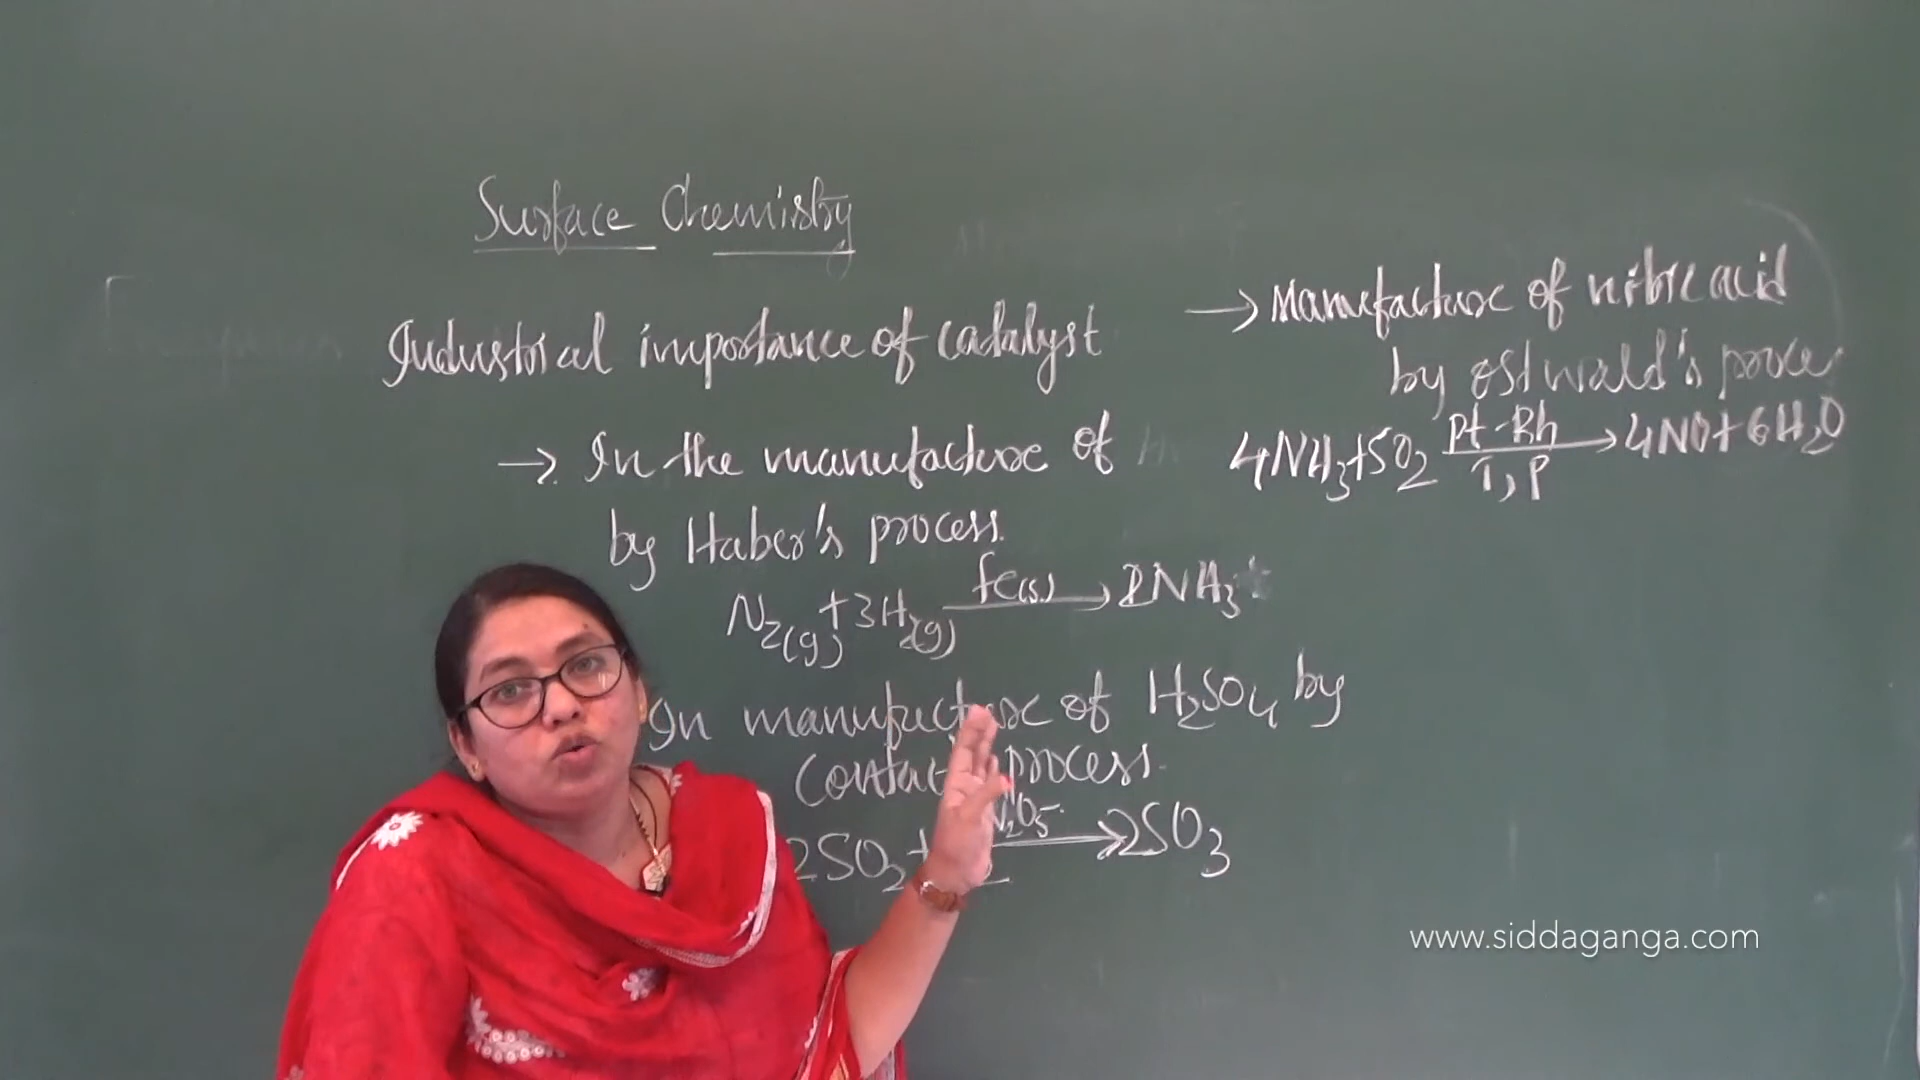 Surface Chemistry
Industrial importance of catalyst
→ In the manufacture of
by Haber's process.
N2(g) + 3H2(g) Fe(s) → 2NH3
In manufacture of H2SO4 by
Contact process.
2SO2 + V2O5 → 2SO3
→ Manufacture of nitric acid
by ostwald's proce
4NH3 + 5O2 Pt-Rh → 4NO + 6H2O
T, P
www.siddaganga.com